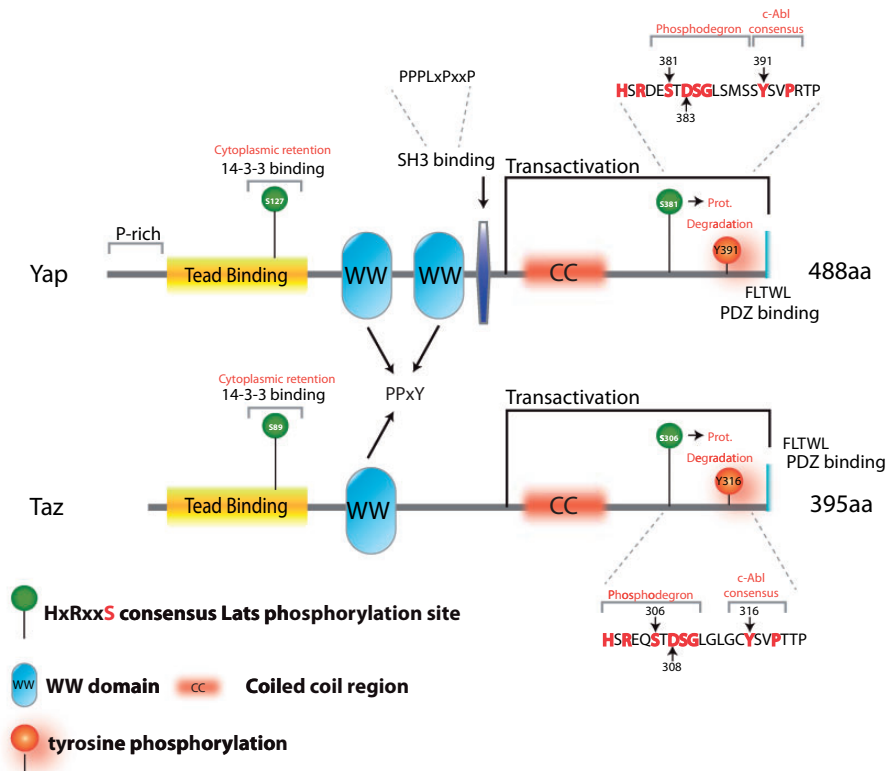 Phosphodegron
c-Abl
consensus
381
391
HSRDESTDSGLSMSSYSVPRTP
383
PPPLxPxxP
Cytoplasmic retention
14-3-3 binding
SH3 binding
Transactivation
S127
S381
Prot.
Degradation
P-rich
Y391
Yap
Tead Binding
WW
WW
CC
488aa
FLTWL
PDZ binding
PPxY
Cytoplasmic retention
14-3-3 binding
Transactivation
S89
S306
Prot.
Degradation
FLTWL
PDZ binding
Y316
Taz
Tead Binding
WW
CC
395aa
c-Abl
consensus
Phosphodegron
306
316
HSREQSTDSGLGLGCYSVPTTP
308
HxRxxS consensus Lats phosphorylation site
WW
WW domain
CC
Coiled coil region
tyrosine phosphorylation